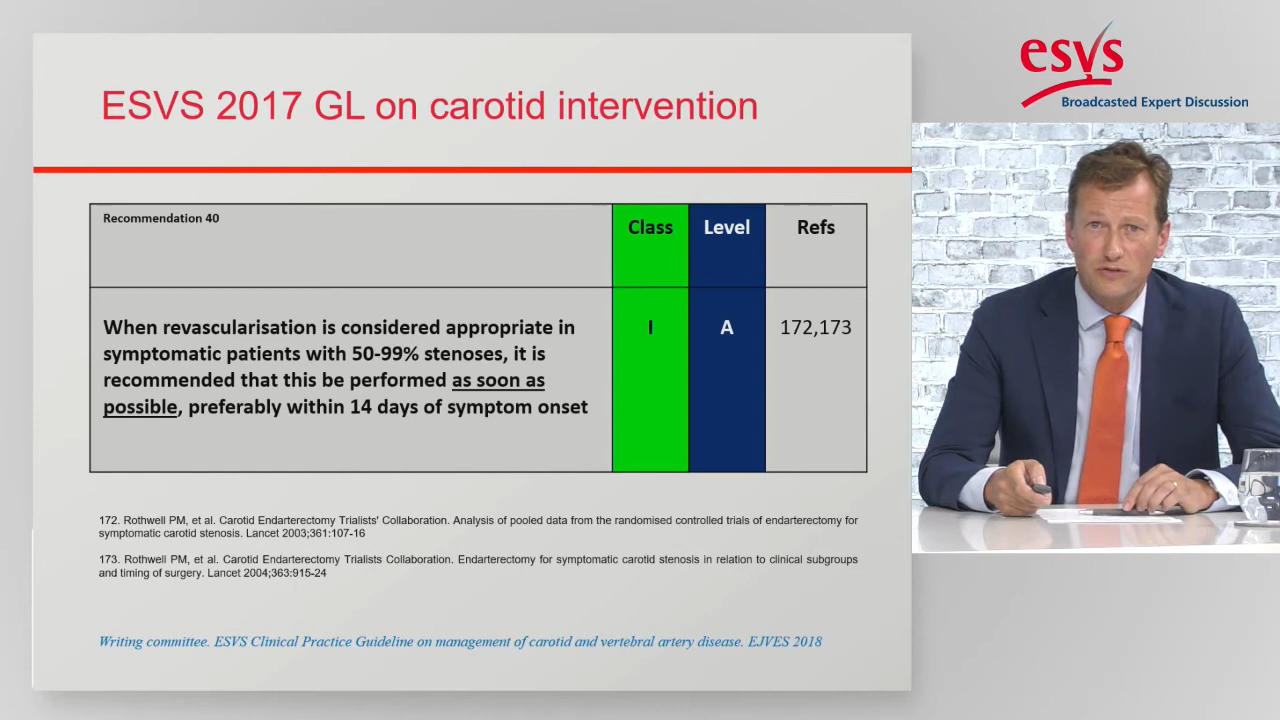 esvs
Broadcasted Expert Discussion
ESVS 2017 GL on carotid intervention
Recommendation 40
Class
Level
Refs
When revascularisation is considered appropriate in
symptomatic patients with 50-99% stenoses, it is
recommended that this be performed as soon as
possible, preferably within 14 days of symptom onset
I
A
172,173
172. Rothwell PM, et al. Carotid Endarterectomy Trialists' Collaboration. Analysis of pooled data from the randomised controlled trials of endarterectomy for
symptomatic carotid stenosis. Lancet 2003;361:107-16
173. Rothwell PM, et al. Carotid Endarterectomy Trialists Collaboration. Endarterectomy for symptomatic carotid stenosis in relation to clinical subgroups
and timing of surgery. Lancet 2004;363:915-24
Writing committee. ESVS Clinical Practice Guideline on management of carotid and vertebral artery disease. EJVES 2018